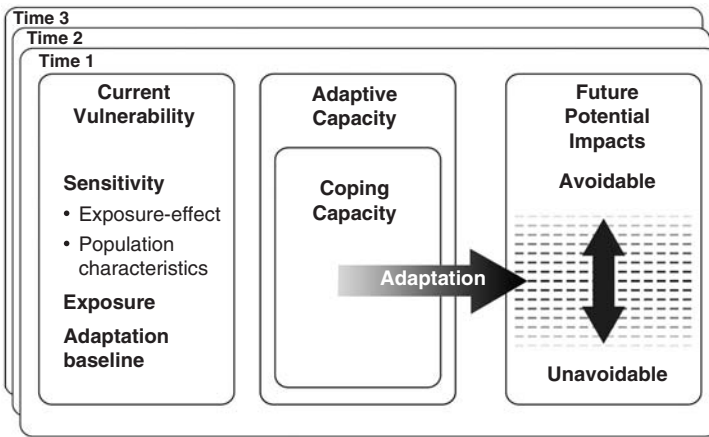 Time 3
Time 2
Time 1
Current
Vulnerability
Sensitivity
• Exposure-effect
• Population
characteristics
Exposure
Adaptation
baseline
Adaptive
Capacity
Coping
Capacity
Adaptation
Future
Potential
Impacts
Avoidable
Unavoidable